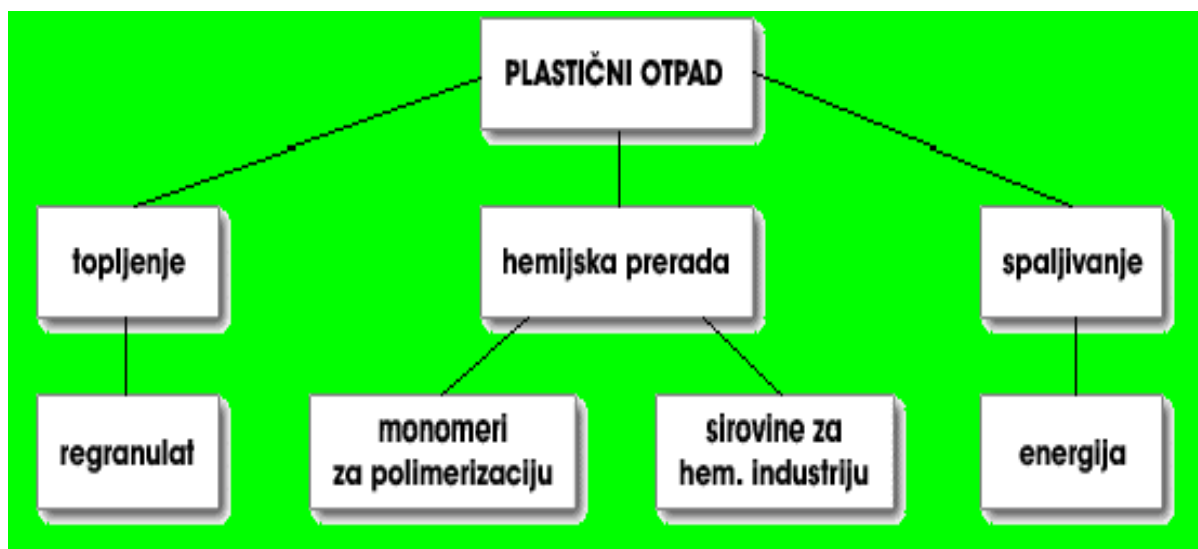 PLASTIČNI OTPAD
topljenje
hemijska prerada
spaljivanje
regranulat
monomeri
za polimerizaciju
sirovine za
hem. industriju
energija